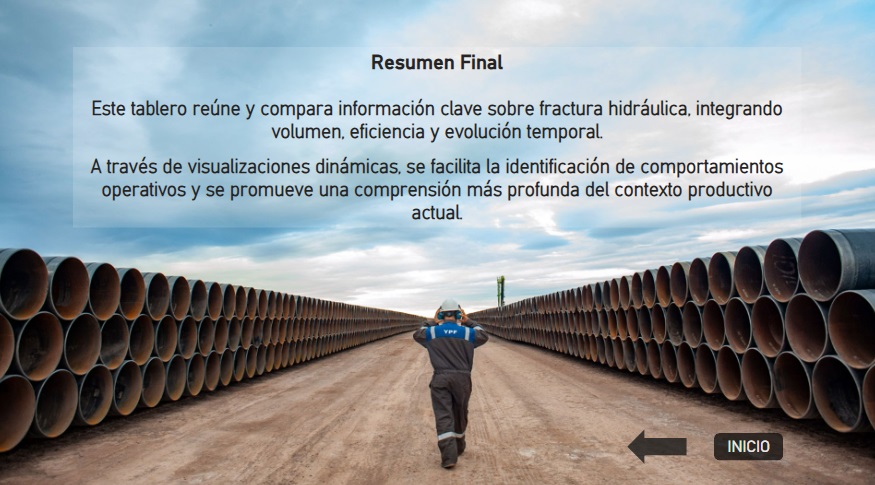 Resumen Final
Este tablero reúne y compara información clave sobre fractura hidráulica, integrando
volumen, eficiencia y evolución temporal.
A través de visualizaciones dinámicas, se facilita la identificación de comportamientos
operativos y se promueve una comprensión más profunda del contexto productivo
actual.
YPF
INICIO